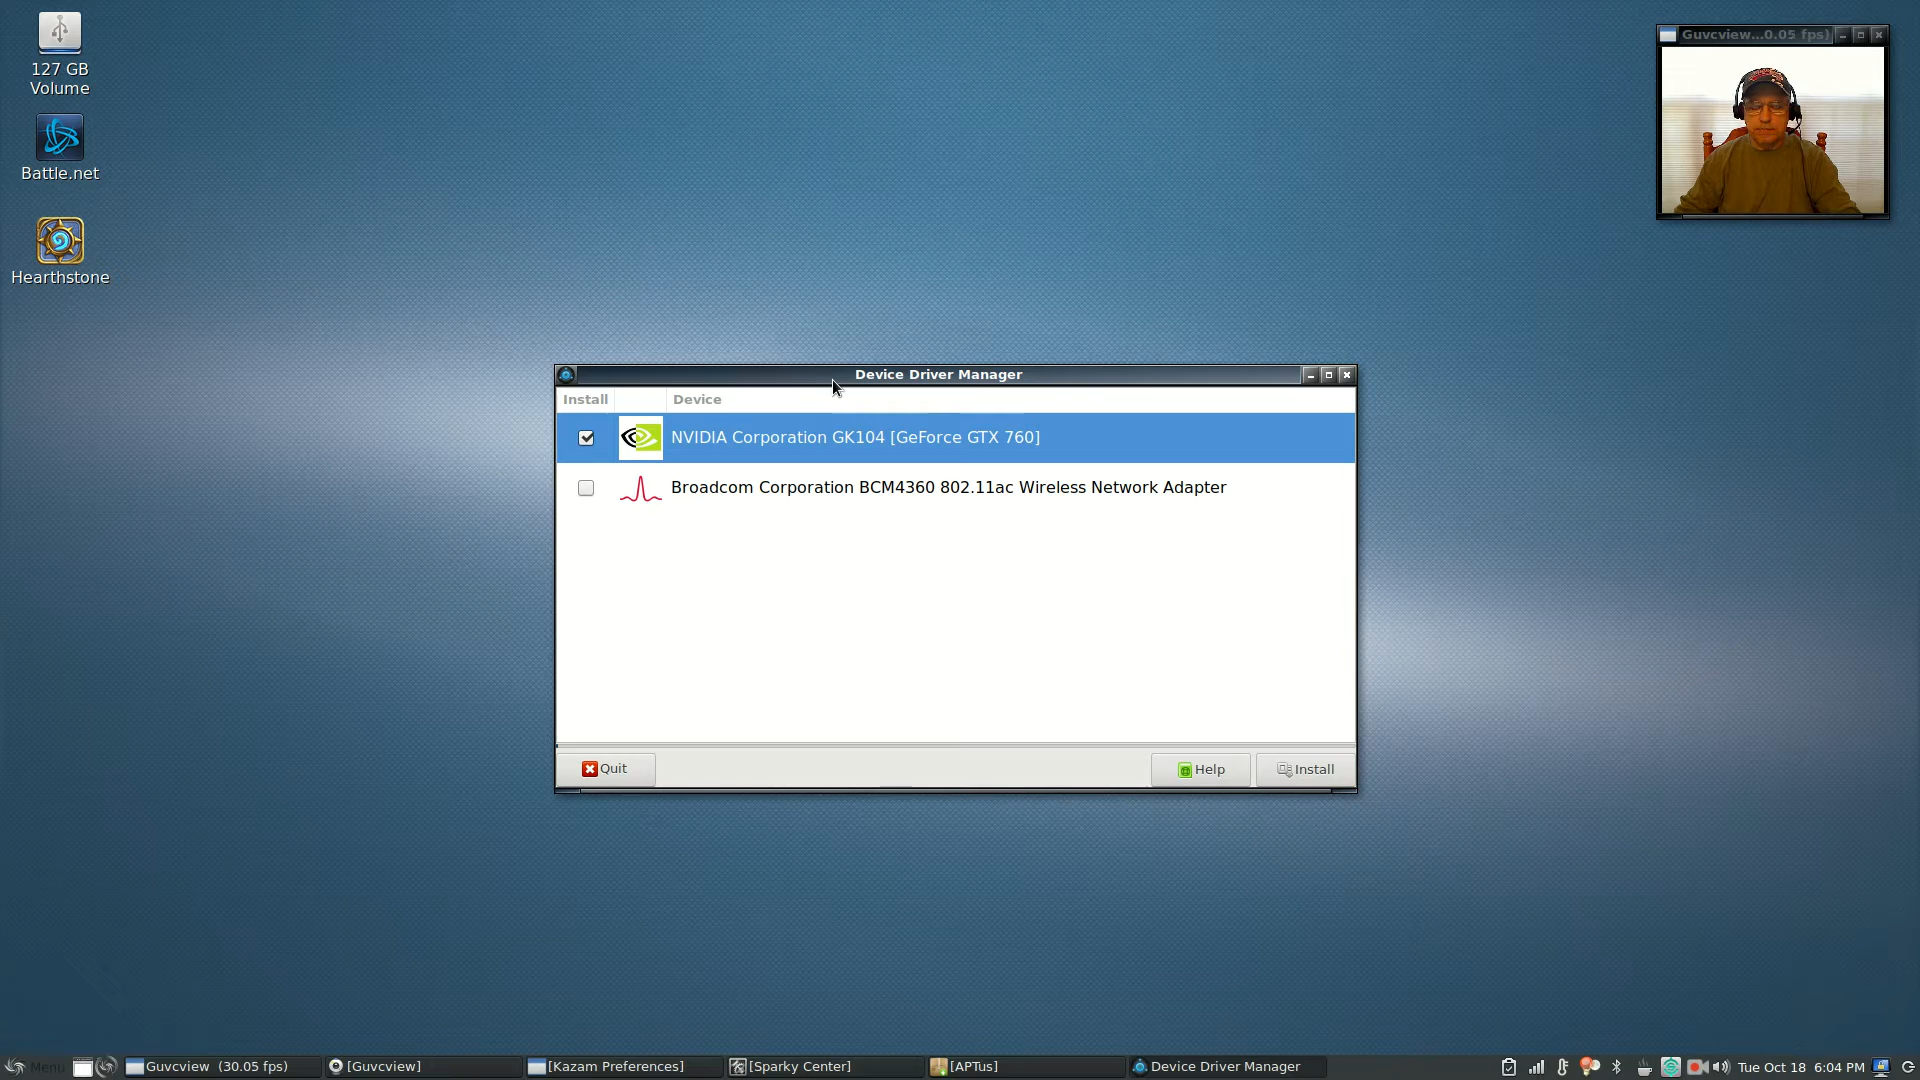 127 GB
Volume
Battle.net
Hearthstone
Guvcview...0.05 fps)
Device Driver Manager
Install Device
NVIDIA Corporation GK104 [GeForce GTX 760]
Broadcom Corporation BCM4360 802.11ac Wireless Network Adapter
Quit Help Install
Menu Guvcview (30.05 fps) [Guvcview] [Kazam Preferences] [Sparky Center] [APTus] Device Driver Manager Tue Oct 18 6:04 PM